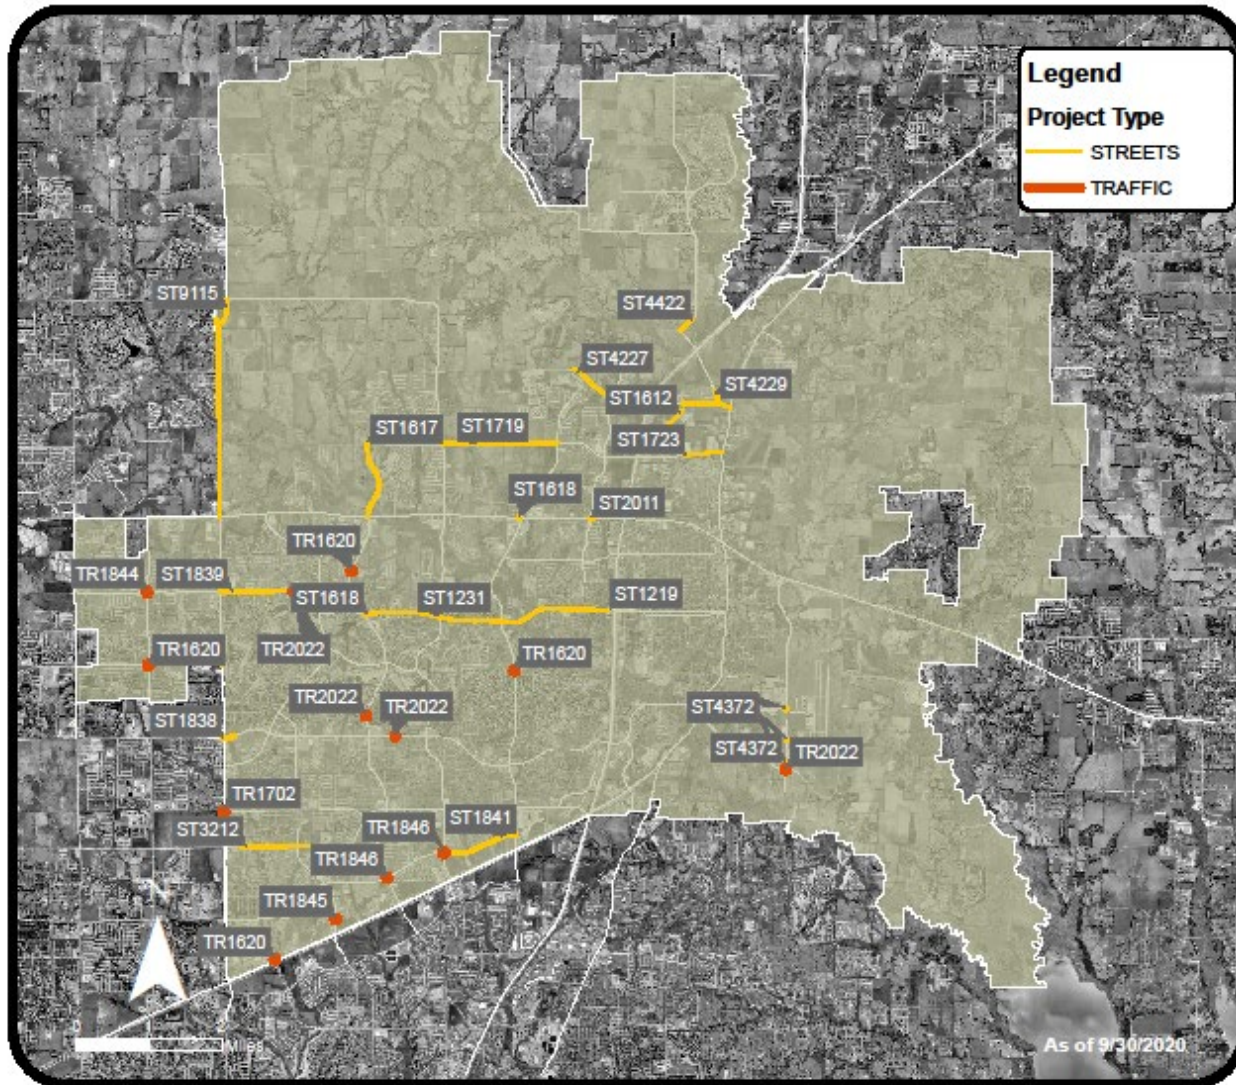 Legend
Project Type
STREETS
TRAFFIC
ST9115
ST4422
ST4227
ST4229
ST1612
ST1617
ST1719
ST1723
ST1618
ST2011
TR1620
TR1844
ST1839
ST1618
ST1231
ST1219
TR2022
TR1620
TR1620
TR2022
TR2022
ST4372
ST1838
ST4372
TR2022
TR1702
ST3212
TR1846
ST1841
TR1846
TR1845
TR1620
Miles
As of 9/30/2020